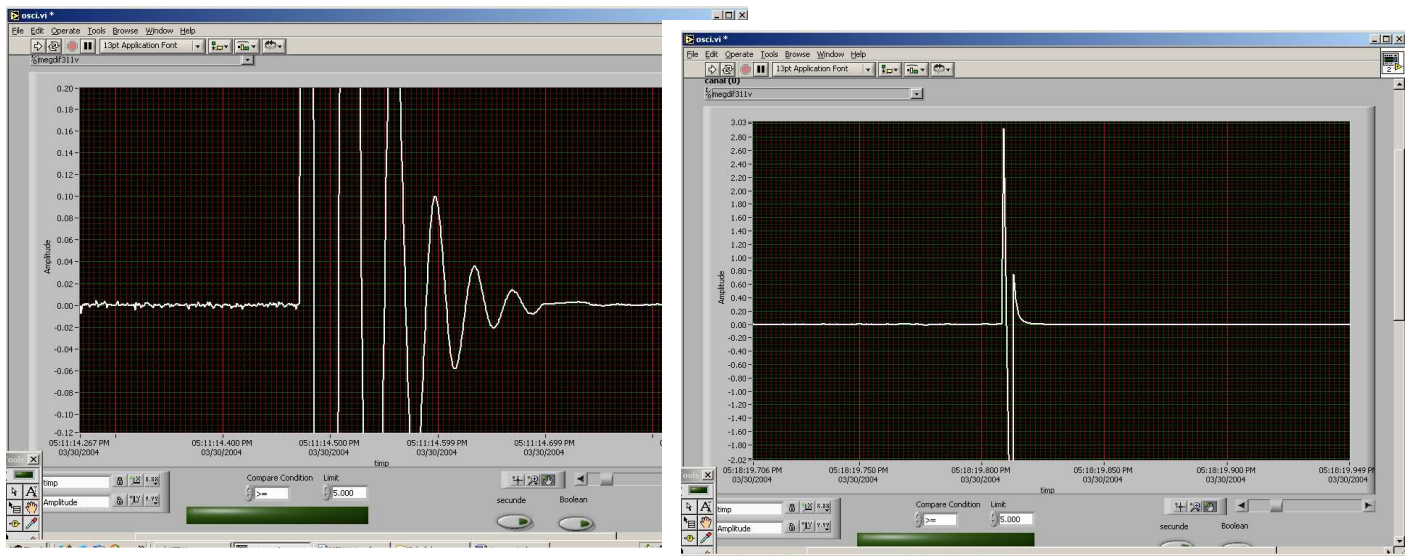 osci.vi *
File Edit Operate Tools Browse Window Help
13pt Application Font
megdif311v
0.20
0.18
0.16
0.14
0.12
0.10
0.08
0.06
0.04
0.02
0.00
-0.02
-0.04
-0.06
-0.08
-0.10
-0.12
Amplitude
05:11:14.267 PM 05:11:14.400 PM 05:11:14.500 PM 05:11:14.599 PM 05:11:14.699 PM
03/30/2004 03/30/2004 03/30/2004 03/30/2004 03/30/2004
timp
timp
Amplitude
Compare Condition Limit
>= 5.000
secunde Boolean
osci.vi *
File Edit Operate Tools Browse Window Help
13pt Application Font
2
canal (0)
megdif311v
3.03
2.80
2.60
2.40
2.20
2.00
1.80
1.60
1.40
1.20
1.00
0.80
0.60
0.40
0.20
0.00
-0.20
-0.40
-0.60
-0.80
-1.00
-1.20
-1.40
-1.60
-1.80
-2.02
Amplitude
05:18:19.706 PM 05:18:19.750 PM 05:18:19.800 PM 05:18:19.850 PM 05:18:19.900 PM 05:18:19.949 P
03/30/2004 03/30/2004 03/30/2004 03/30/2004 03/30/2004 03/30/2004
timp
timp
Amplitude
Compare Condition Limit
>= 5.000
secunde Boolean